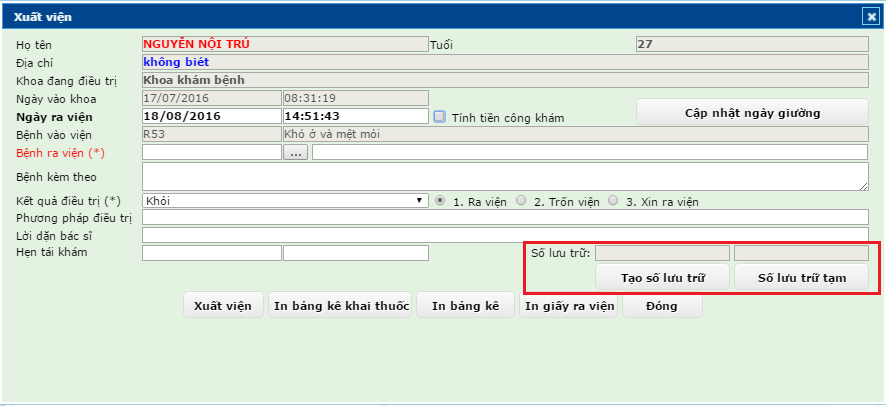 Xuất viện
Họ tên NGUYỄN NỘI TRÚ Tuổi 27
Địa chỉ không biét
Khoa đang điều trị Khoa khám bệnh
Ngày vào khoa 17/07/2016 08:31:19
Ngày ra viện 18/08/2016 14:51:43 Tính tiền công khám Cập nhật ngày giường
Bệnh vào viện R53 Khó ở và mệt mỏi
Bệnh ra viện (*) ...
Bệnh kèm theo
Kết quả điều trị (*) Khỏi 1. Ra viện 2. Trốn viện 3. Xin ra viện
Phương pháp điều trị
Lời dặn bác sĩ
Hẹn tái khám Số lưu trữ:
Tạo số lưu trữ Số lưu trữ tạm
Xuất viện In bảng kê khai thuốc In bảng kê In giấy ra viện Đóng